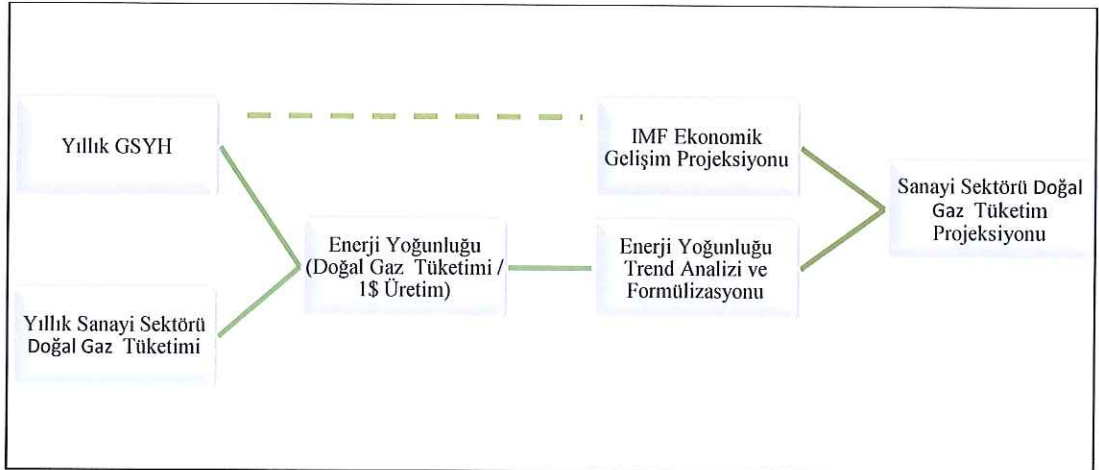 Yıllık GSYH
IMF Ekonomik
Gelişim Projeksiyonu
Sanayi Sektörü Doğal
Gaz Tüketim
Projeksiyonu
Enerji Yoğunluğu
(Doğal Gaz Tüketimi /
1$ Üretim)
Enerji Yoğunluğu
Trend Analizi ve
Formülizasyonu
Yıllık Sanayi Sektörü
Doğal Gaz Tüketimi